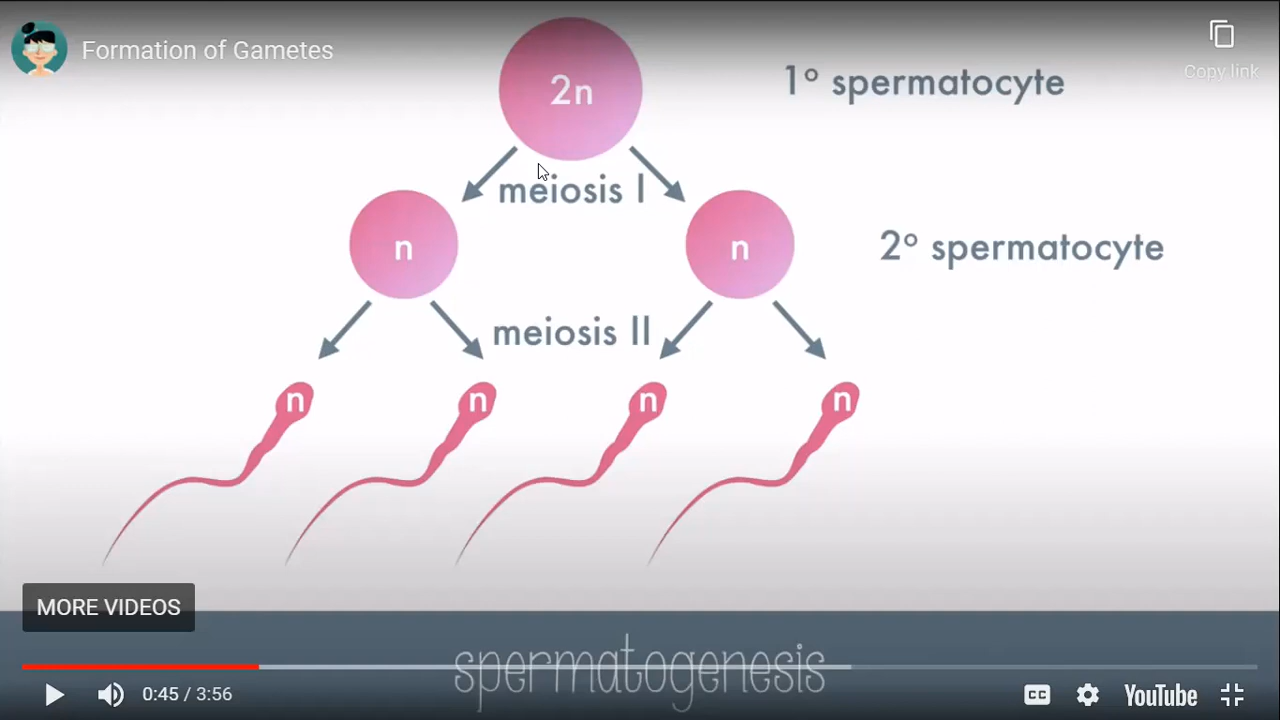 Formation of Gametes
Copy link
2n
1° spermatocyte
meiosis I
n
n
2° spermatocyte
meiosis II
n
n
n
n
MORE VIDEOS
spermatogenesis
0:45 / 3:56
CC
YouTube